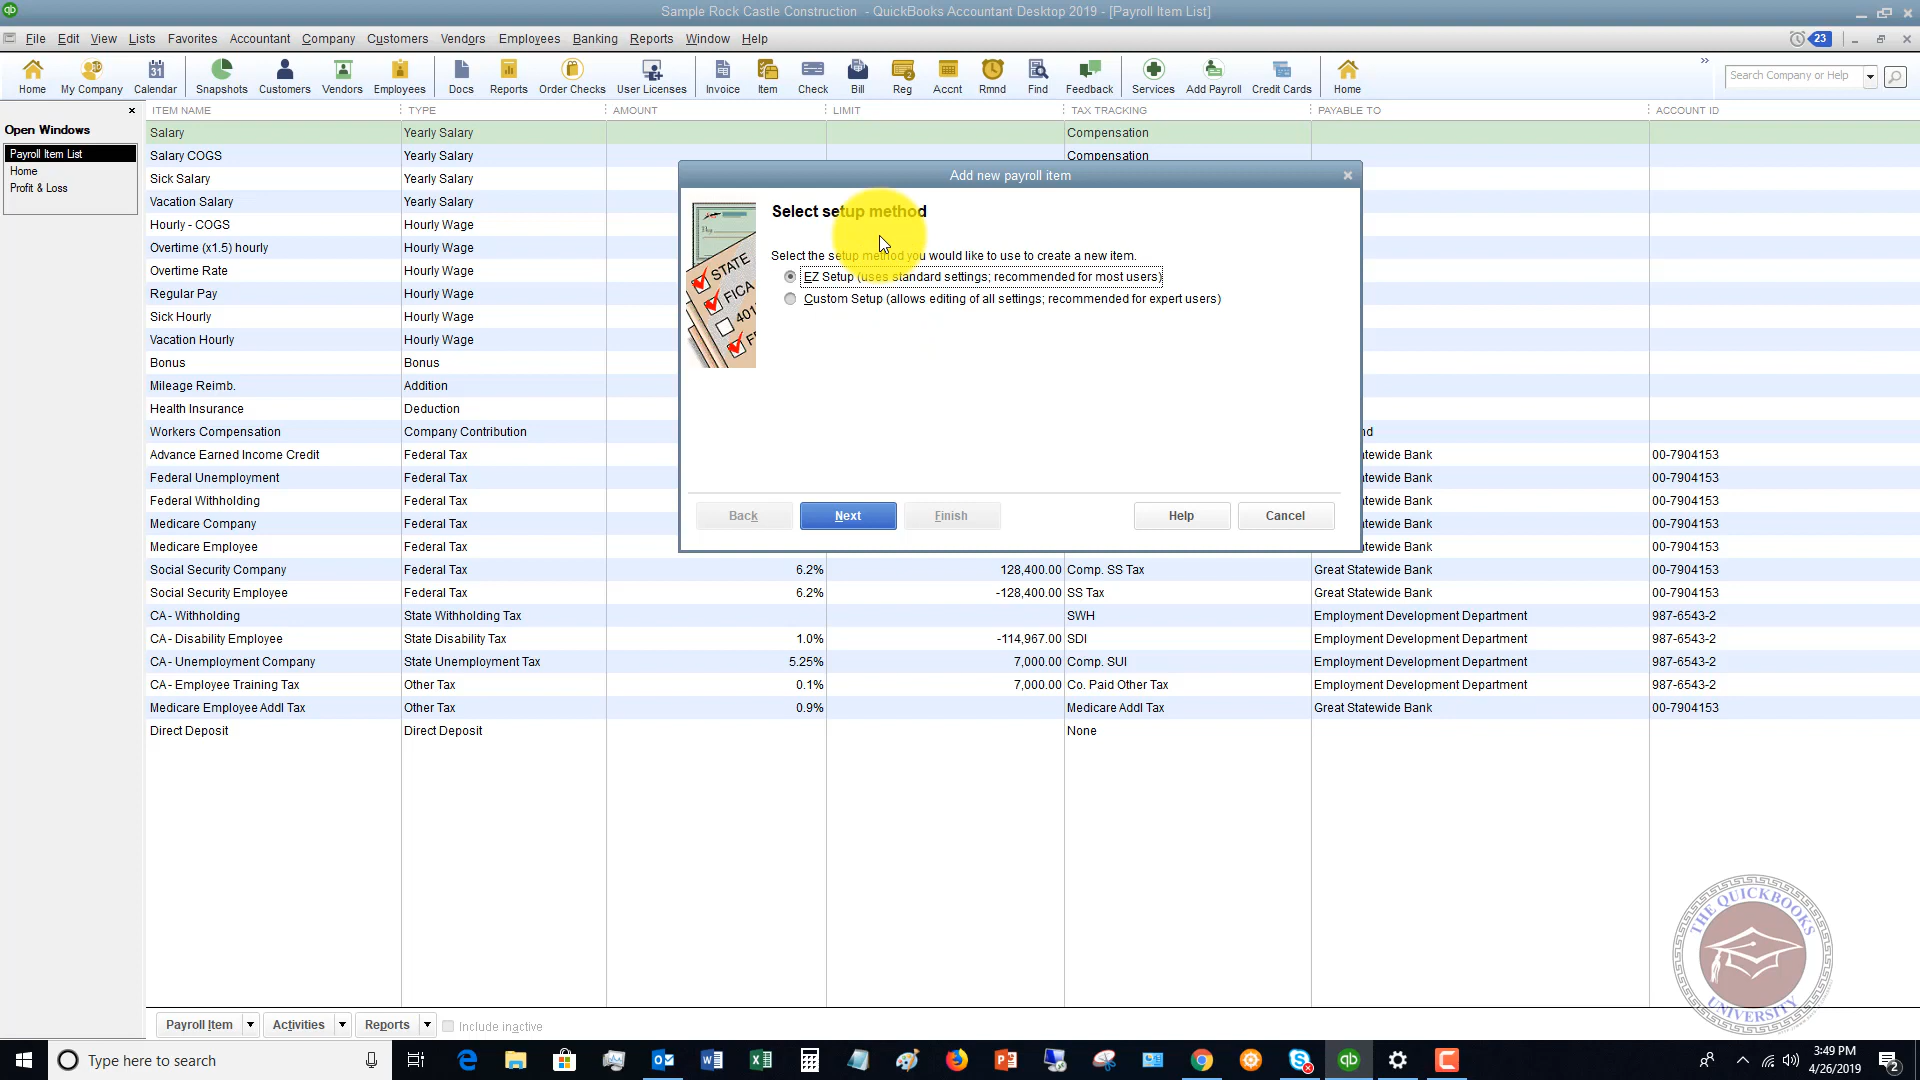 Sample Rock Castle Construction - QuickBooks Accountant Desktop 2019 - [Payroll Item List]
File Edit View Lists Favorites Accountant Company Customers Vendors Employees Banking Reports Window Help
23
Home My Company Calendar Snapshots Customers Vendors Employees Docs Reports Order Checks User Licenses Invoice Item Check Bill Reg Accnt Rmnd Find Feedback Services Add Payroll Credit Cards Home
Search Company or Help
Open Windows
Payroll Item List
Home
Profit & Loss
ITEM NAME TYPE AMOUNT LIMIT TAX TRACKING PAYABLE TO ACCOUNT ID
Salary Yearly Salary Compensation
Salary COGS Yearly Salary Compensation
Sick Salary Yearly Salary
Vacation Salary Yearly Salary
Hourly - COGS Hourly Wage
Overtime (x1.5) hourly Hourly Wage
Overtime Rate Hourly Wage
Regular Pay Hourly Wage
Sick Hourly Hourly Wage
Vacation Hourly Hourly Wage
Bonus Bonus
Mileage Reimb. Addition
Health Insurance Deduction
Workers Compensation Company Contribution nd
Advance Earned Income Credit Federal Tax tewide Bank 00-7904153
Federal Unemployment Federal Tax tewide Bank 00-7904153
Federal Withholding Federal Tax tewide Bank 00-7904153
Medicare Company Federal Tax tewide Bank 00-7904153
Medicare Employee Federal Tax tewide Bank 00-7904153
Social Security Company Federal Tax 6.2% 128,400.00 Comp. SS Tax Great Statewide Bank 00-7904153
Social Security Employee Federal Tax 6.2% -128,400.00 SS Tax Great Statewide Bank 00-7904153
CA - Withholding State Withholding Tax SWH Employment Development Department 987-6543-2
CA - Disability Employee State Disability Tax 1.0% -114,967.00 SDI Employment Development Department 987-6543-2
CA - Unemployment Company State Unemployment Tax 5.25% 7,000.00 Comp. SUI Employment Development Department 987-6543-2
CA - Employee Training Tax Other Tax 0.1% 7,000.00 Co. Paid Other Tax Employment Development Department 987-6543-2
Medicare Employee Addl Tax Other Tax 0.9% Medicare Addl Tax Great Statewide Bank 00-7904153
Direct Deposit Direct Deposit None
Add new payroll item
STATE
FICA
401
Select setup method
Select the setup method you would like to use to create a new item.
EZ Setup (uses standard settings; recommended for most users)
Custom Setup (allows editing of all settings; recommended for expert users)
Back Next Finish Help Cancel
THE QUICKBOOKS
UNIVERSITY
Payroll Item Activities Reports Include inactive
Type here to search
3:49 PM
4/26/2019
2